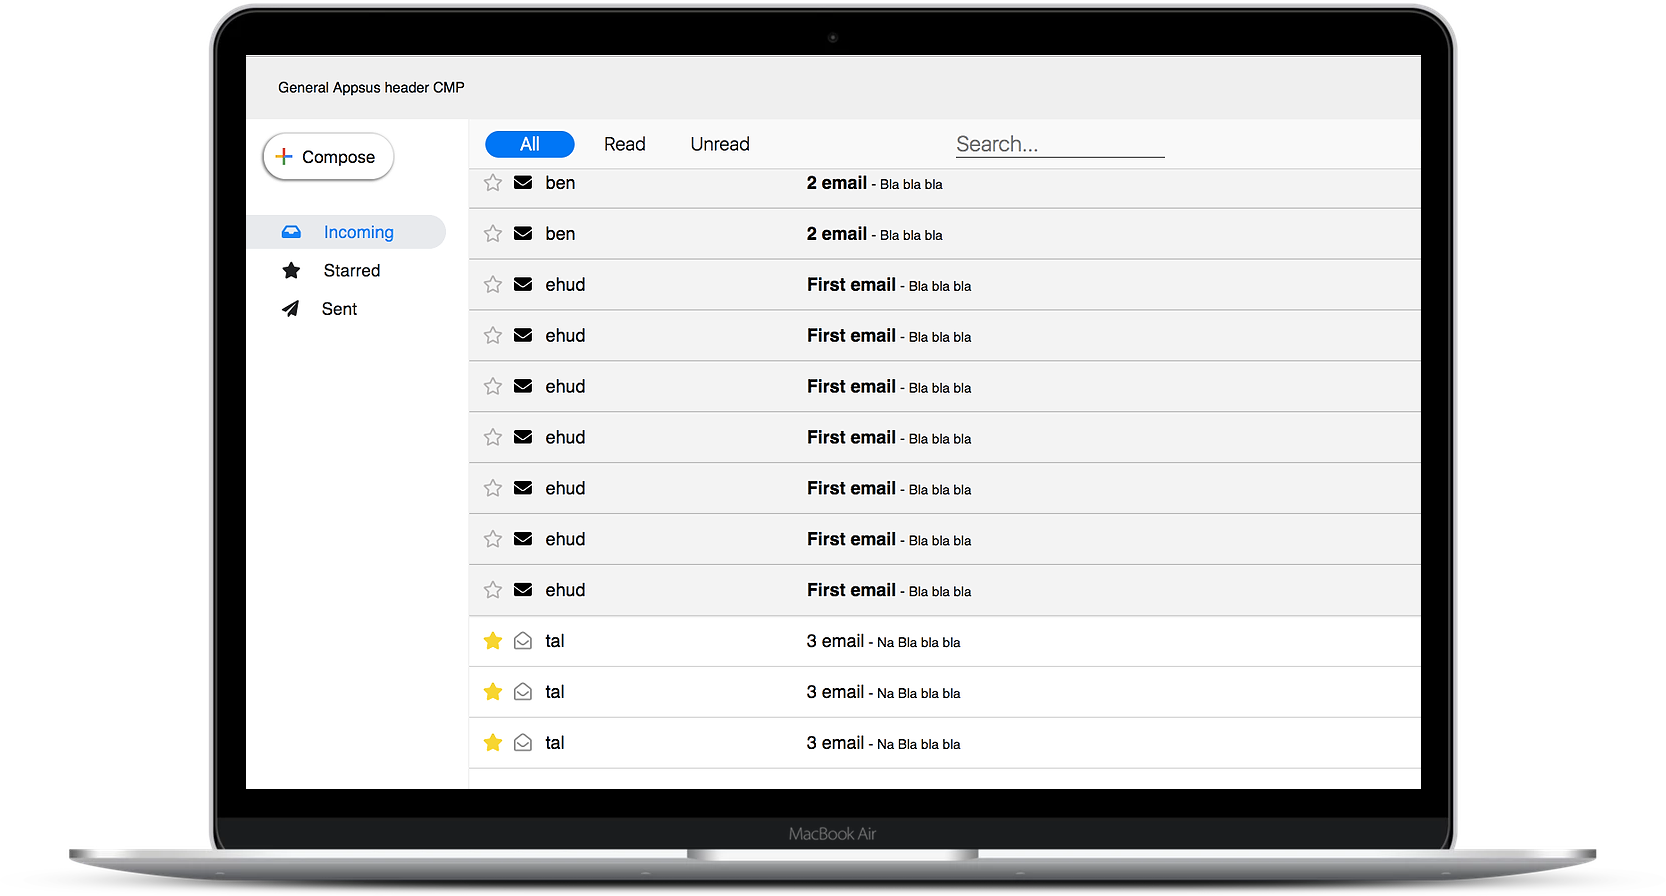 General Appsus header CMP
Compose
Incoming
Starred
Sent
All Read Unread Search...
ben 2 email - Bla bla bla
ben 2 email - Bla bla bla
ehud First email - Bla bla bla
ehud First email - Bla bla bla
ehud First email - Bla bla bla
ehud First email - Bla bla bla
ehud First email - Bla bla bla
ehud First email - Bla bla bla
ehud First email - Bla bla bla
tal 3 email - Na Bla bla bla
tal 3 email - Na Bla bla bla
tal 3 email - Na Bla bla bla
MacBook Air